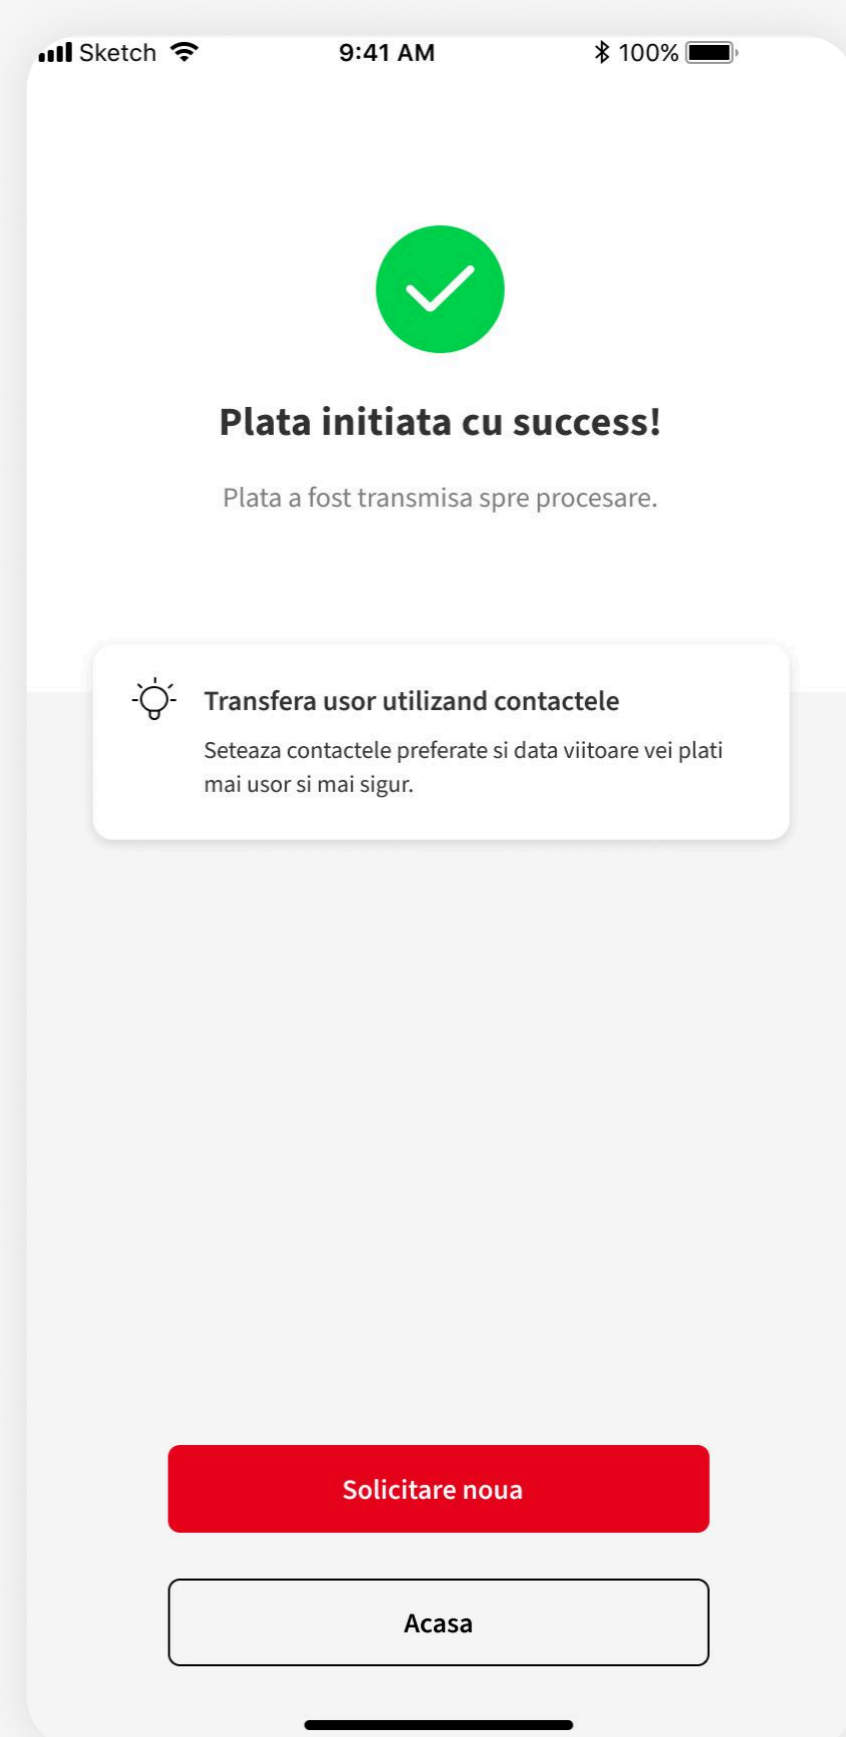 Sketch 9:41 AM 100%
Plata initiata cu success!
Plata a fost transmisa spre procesare.
Transfera usor utilizand contactele
Seteaza contactele preferate si data viitoare vei plati
mai usor si mai sigur.
Solicitare noua
Acasa